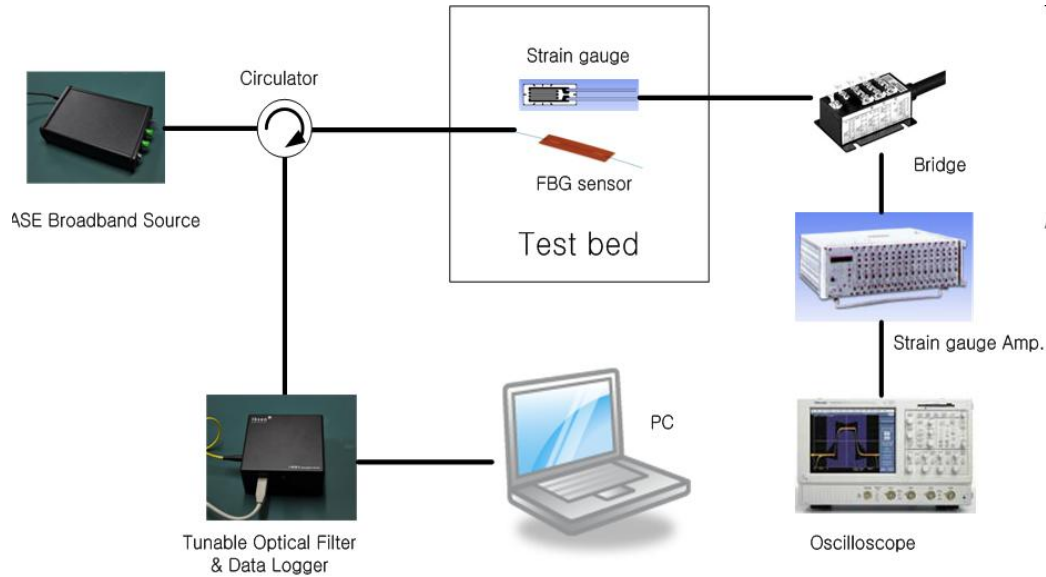 Strain gauge
Circulator
FBG sensor
Bridge
ASE Broadband Source
Test bed
Strain gauge Amp.
PC
Tunable Optical Filter
& Data Logger
Oscilloscope